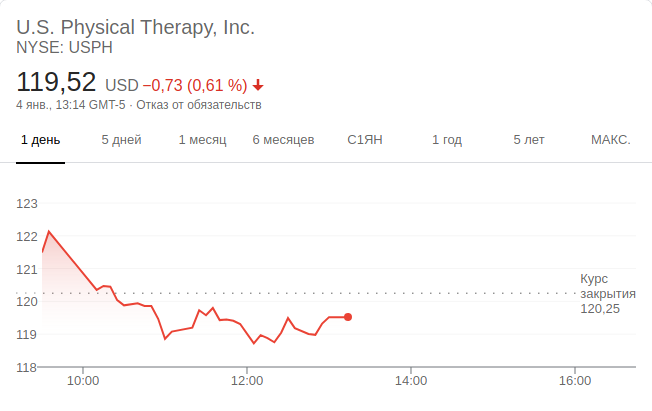 U.S. Physical Therapy, Inc.
NYSE: USPH
119,52 USD −0,73 (0,61 %)
4 янв., 13:14 GMT-5 · Отказ от обязательств
1 день 5 дней 1 месяц 6 месяцев С1ЯН 1 год 5 лет МАКС.
123
122
121
120
119
118
Курс
закрытия
120,25
10:00 12:00 14:00 16:00